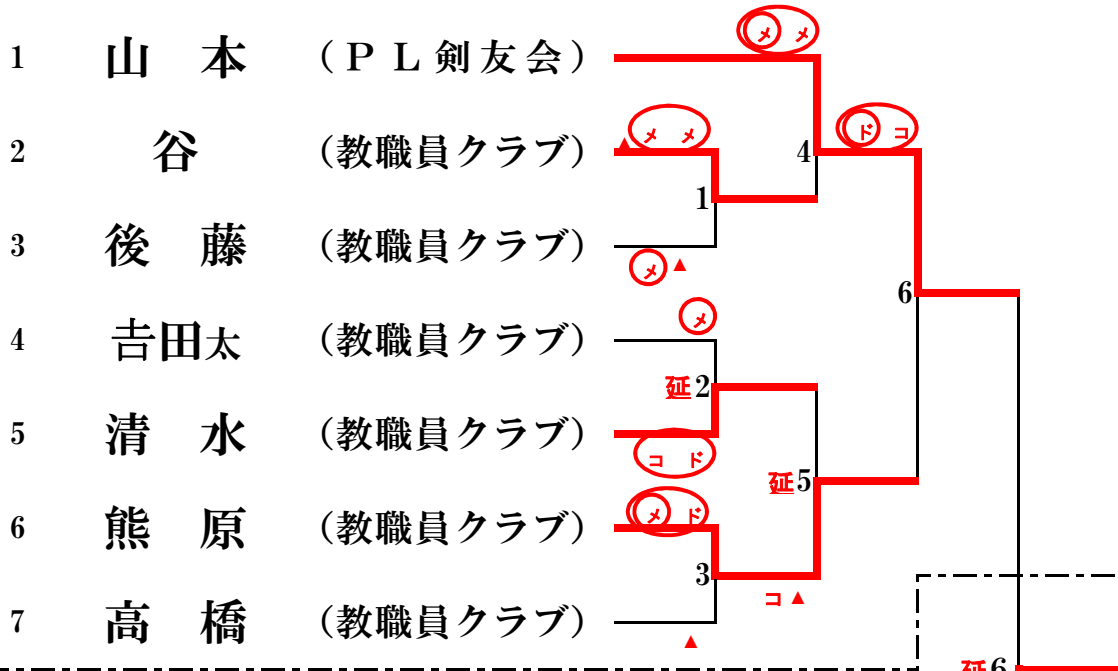 メ メ
1 山 本 (PL剣友会)
ド コ
4
メ メ
2 谷 (教職員クラブ)
1
3 後 藤 (教職員クラブ)
メ ▲
6
メ
4 𠮷田太 (教職員クラブ)
延2
5 清 水 (教職員クラブ)
コ ド
延5
メ ド
6 熊 原 (教職員クラブ)
3
コ ▲
7 高 橋 (教職員クラブ)
▲
延6